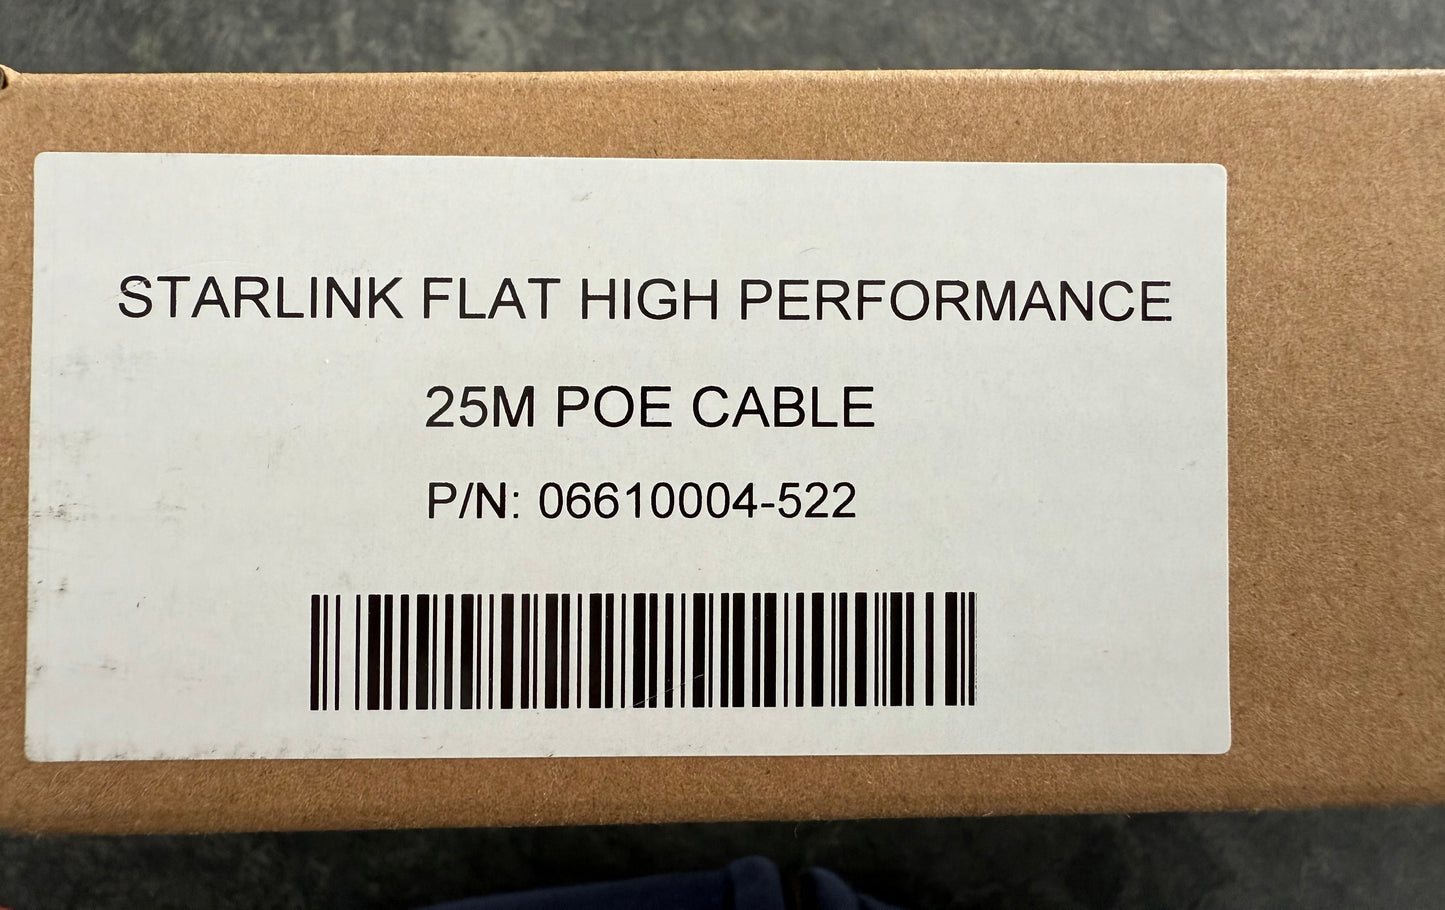 STARLINK FLAT HIGH PERFORMANCE
25M POE CABLE
P/N: 06610004-522